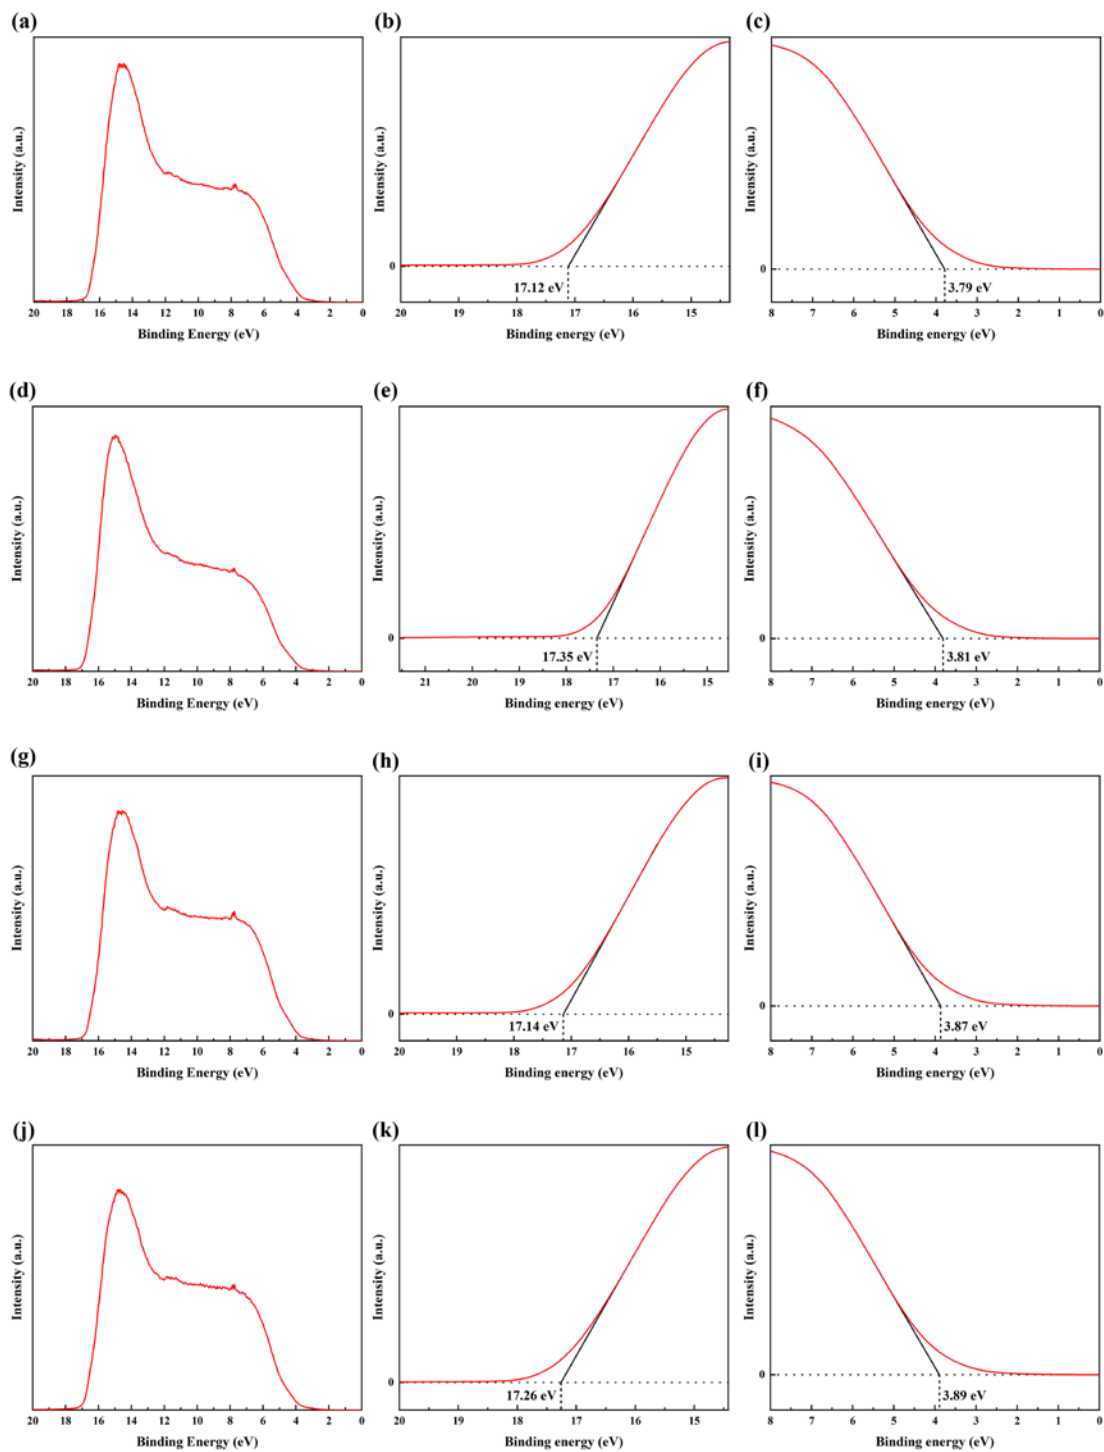 (a)
Intensity (a.u.)
20 18 16 14 12 10 8 6 4 2 0
Binding Energy (eV)
(b)
Intensity (a.u.)
0
17.12 eV
20 19 18 17 16 15
Binding energy (eV)
(c)
Intensity (a.u.)
0
3.79 eV
8 7 6 5 4 3 2 1 0
Binding energy (eV)
(d)
Intensity (a.u.)
20 18 16 14 12 10 8 6 4 2 0
Binding Energy (eV)
(e)
Intensity (a.u.)
0
17.35 eV
21 20 19 18 17 16 15
Binding energy (eV)
(f)
Intensity (a.u.)
0
3.81 eV
8 7 6 5 4 3 2 1 0
Binding energy (eV)
(g)
Intensity (a.u.)
20 18 16 14 12 10 8 6 4 2 0
Binding Energy (eV)
(h)
Intensity (a.u.)
0
17.14 eV
20 19 18 17 16 15
Binding energy (eV)
(i)
Intensity (a.u.)
0
3.87 eV
8 7 6 5 4 3 2 1 0
Binding energy (eV)
(j)
Intensity (a.u.)
20 18 16 14 12 10 8 6 4 2 0
Binding Energy (eV)
(k)
Intensity (a.u.)
0
17.26 eV
20 19 18 17 16 15
Binding energy (eV)
(l)
Intensity (a.u.)
0
3.89 eV
8 7 6 5 4 3 2 1 0
Binding energy (eV)